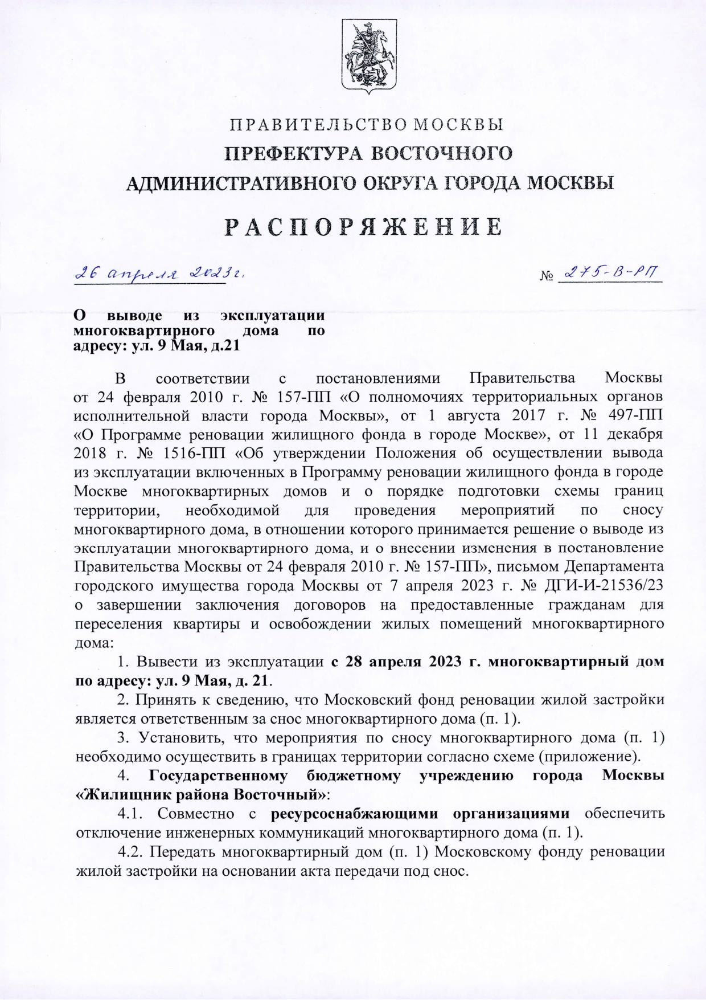 ПРАВИТЕЛЬСТВО МОСКВЫ
ПРЕФЕКТУРА ВОСТОЧНОГО
АДМИНИСТРАТИВНОГО ОКРУГА ГОРОДА МОСКВЫ
РАСПОРЯЖЕНИЕ
26 апреля 2023 г. № 275-В-РП
О выводе из эксплуатации
многоквартирного дома по
адресу: ул. 9 Мая, д.21
В соответствии с постановлениями Правительства Москвы
от 24 февраля 2010 г. № 157-ПП «О полномочиях территориальных органов
исполнительной власти города Москвы», от 1 августа 2017 г. № 497-ПП
«О Программе реновации жилищного фонда в городе Москве», от 11 декабря
2018 г. № 1516-ПП «Об утверждении Положения об осуществлении вывода
из эксплуатации включенных в Программу реновации жилищного фонда в городе
Москве многоквартирных домов и о порядке подготовки схемы границ
территории, необходимой для проведения мероприятий по сносу
многоквартирного дома, в отношении которого принимается решение о выводе из
эксплуатации многоквартирного дома, и о внесении изменения в постановление
Правительства Москвы от 24 февраля 2010 г. № 157-ПП», письмом Департамента
городского имущества города Москвы от 7 апреля 2023 г. № ДГИ-И-21536/23
о завершении заключения договоров на предоставленные гражданам для
переселения квартиры и освобождении жилых помещений многоквартирного
дома:
1. Вывести из эксплуатации с 28 апреля 2023 г. многоквартирный дом
по адресу: ул. 9 Мая, д. 21.
2. Принять к сведению, что Московский фонд реновации жилой застройки
является ответственным за снос многоквартирного дома (п. 1).
3. Установить, что мероприятия по сносу многоквартирного дома (п. 1)
необходимо осуществить в границах территории согласно схеме (приложение).
4. Государственному бюджетному учреждению города Москвы
«Жилищник района Восточный»:
4.1. Совместно с ресурсоснабжающими организациями обеспечить
отключение инженерных коммуникаций многоквартирного дома (п. 1).
4.2. Передать многоквартирный дом (п. 1) Московскому фонду реновации
жилой застройки на основании акта передачи под снос.